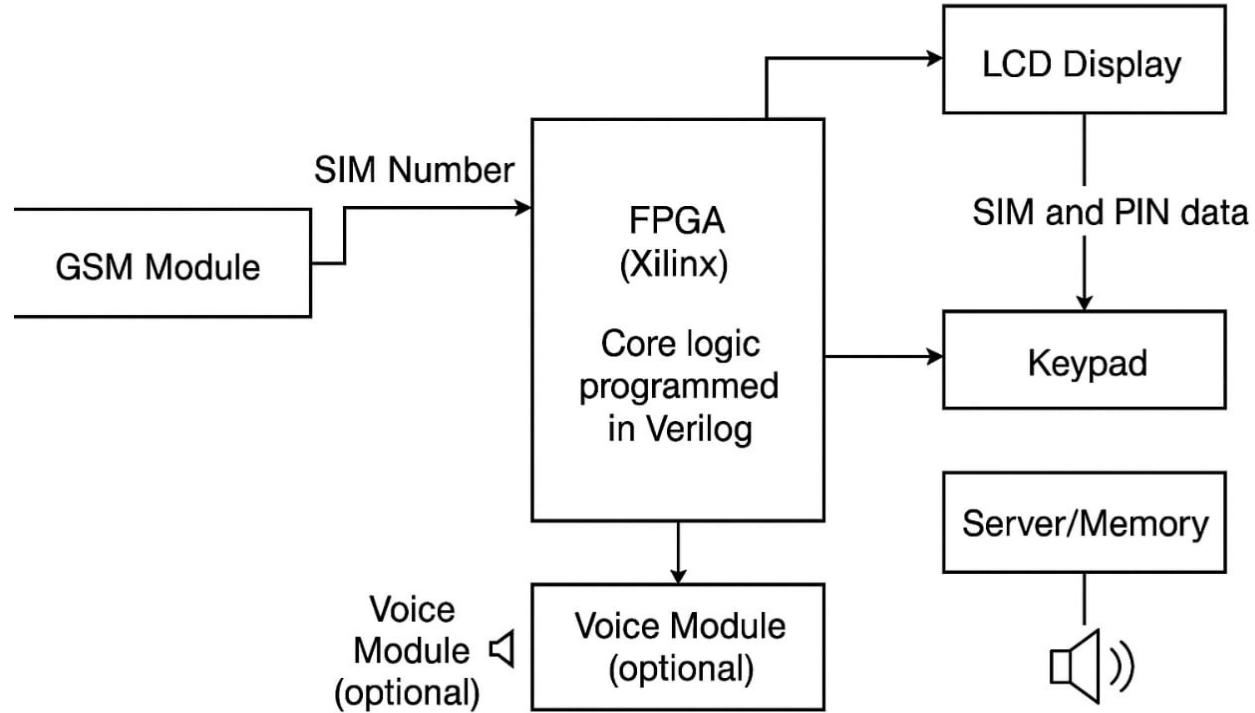 LCD Display
SIM Number
SIM and PIN data
FPGA
(Xilinx)
GSM Module
Core logic
programmed
in Verilog
Keypad
Server/Memory
Voice
Module
(optional)
Voice Module
(optional)